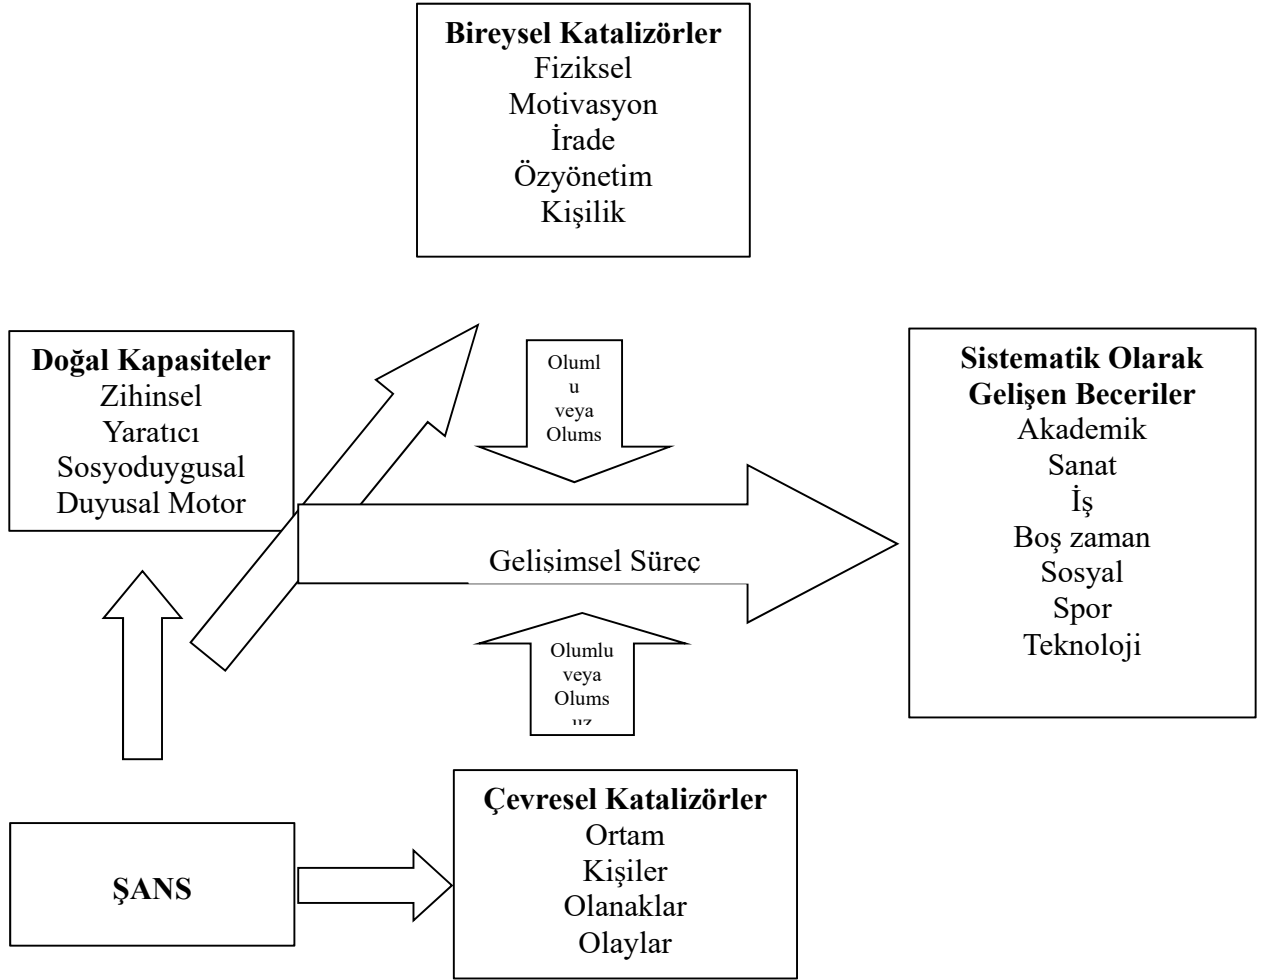 Bireysel Katalizörler
Fiziksel
Motivasyon
İrade
Özyönetim
Kişilik
Doğal Kapasiteler
Zihinsel
Yaratıcı
Sosyoduygusal
Duyusal Motor
Oluml
u
veya
Olums
Sistematik Olarak
Gelişen Beceriler
Akademik
Sanat
İş
Boş zaman
Sosyal
Spor
Teknoloji
Gelişimsel Süreç
Olumlu
veya
Olums
uz
ŞANS
Çevresel Katalizörler
Ortam
Kişiler
Olanaklar
Olaylar